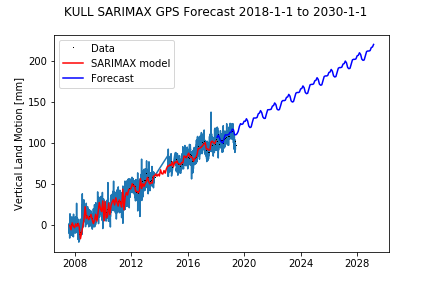 KULL SARIMAX GPS Forecast 2018-1-1 to 2030-1-1
Data
SARIMAX model
Forecast
Vertical Land Motion [mm]
200
150
100
50
0
2008 2012 2016 2020 2024 2028